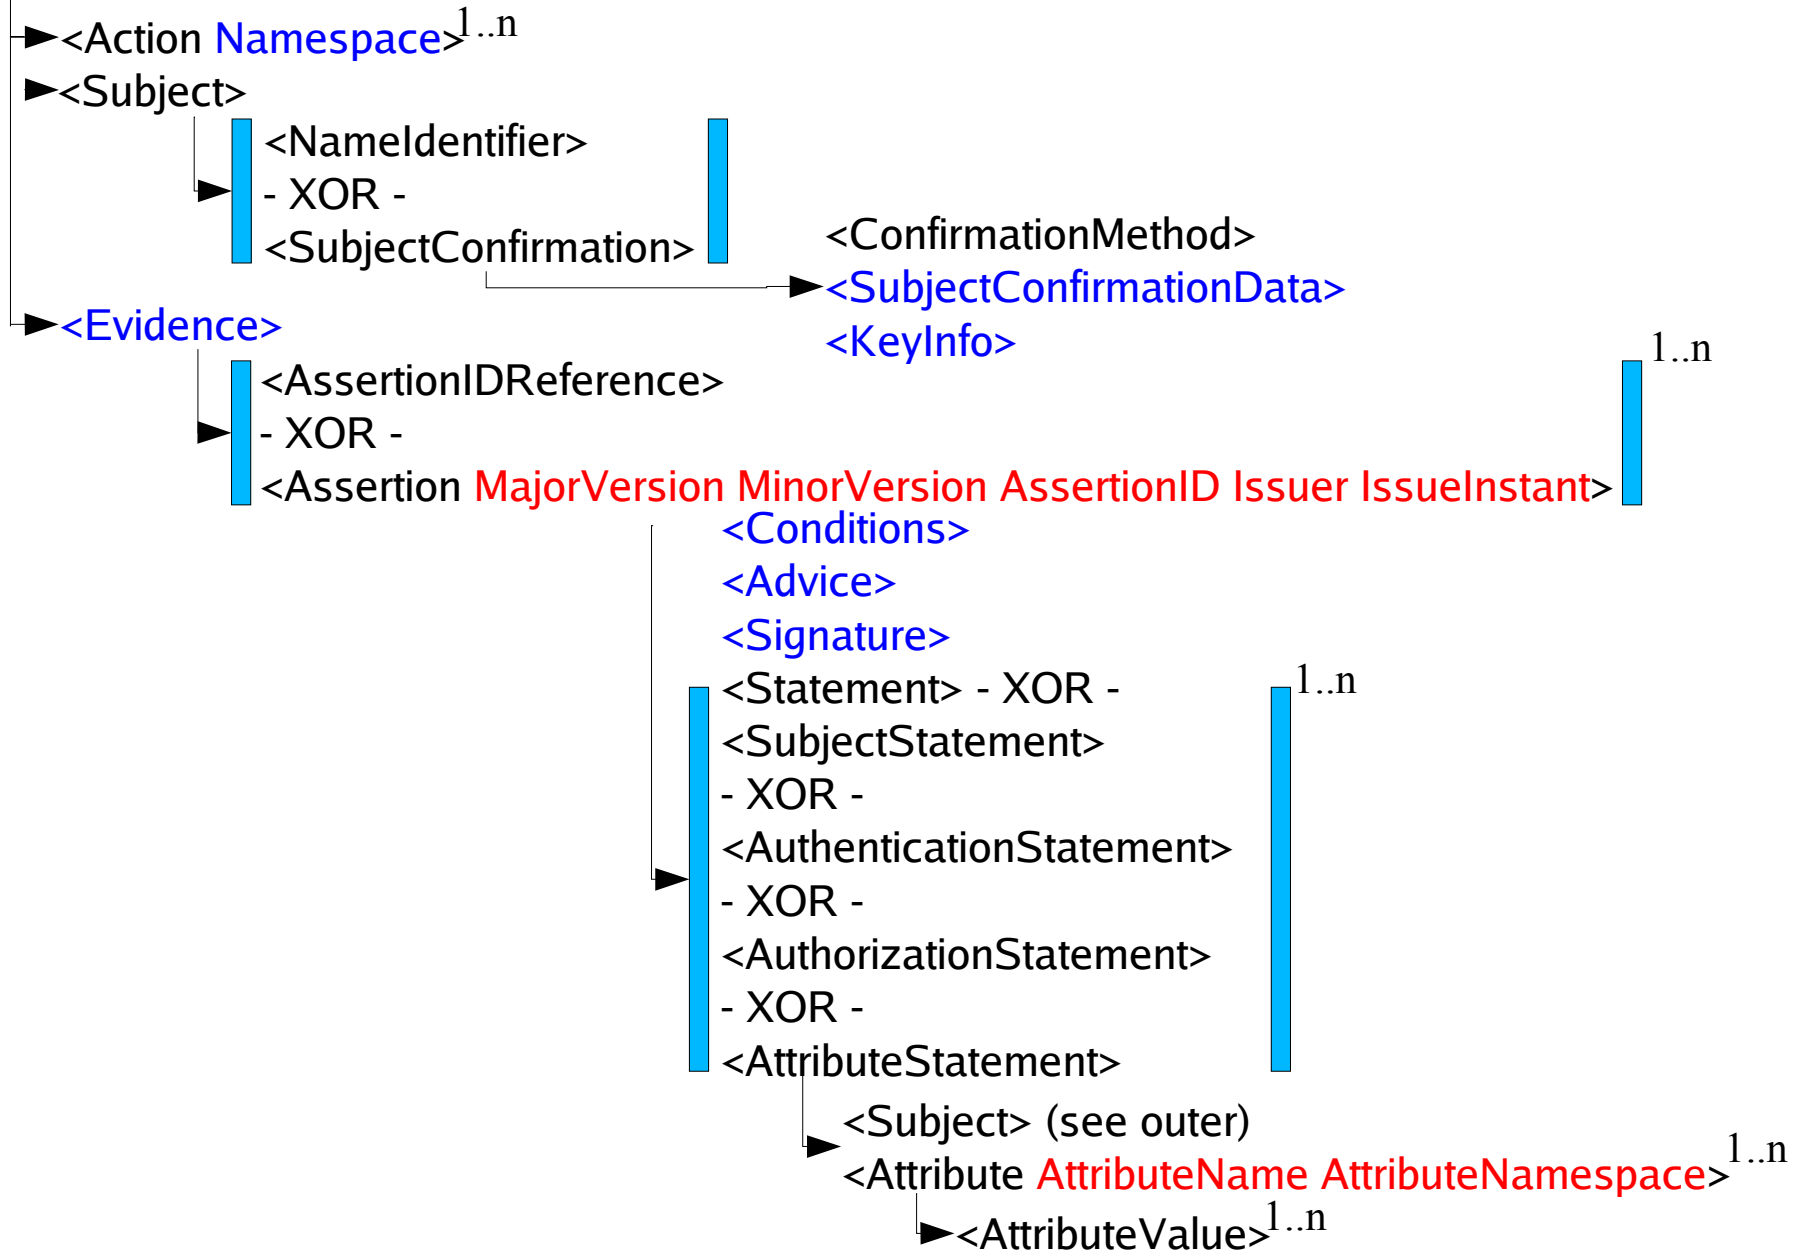 <Action Namespace>1..n
<Subject>
<NameIdentifier>
- XOR -
<SubjectConfirmation>
<ConfirmationMethod>
<SubjectConfirmationData>
<KeyInfo>
<Evidence>
1..n
<AssertionIDReference>
- XOR -
<Assertion MajorVersion MinorVersion AssertionID Issuer IssueInstant>
<Conditions>
<Advice>
<Signature>
<Statement> - XOR -
1..n
<SubjectStatement>
- XOR -
<AuthenticationStatement>
- XOR -
<AuthorizationStatement>
- XOR -
<AttributeStatement>
<Subject> (see outer)
<Attribute AttributeName AttributeNamespace>1..n
<AttributeValue>1..n